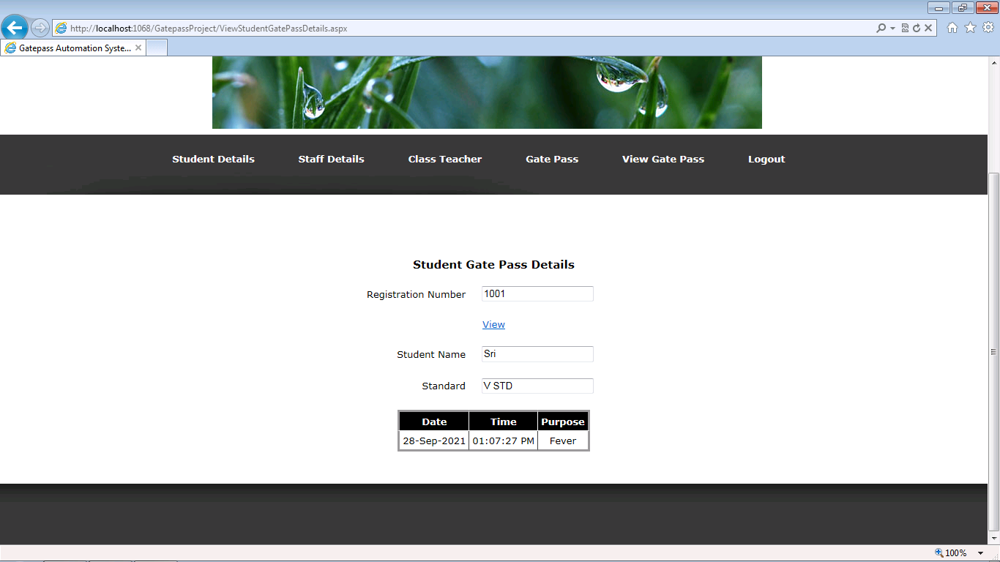 http://localhost:1068/GatepassProject/ViewStudentGatePassDetails.aspx
Gatepass Automation Syste...
Student Details Staff Details Class Teacher Gate Pass View Gate Pass Logout
Student Gate Pass Details
Registration Number 1001
View
Student Name Sri
Standard V STD
Date Time Purpose
28-Sep-2021 01:07:27 PM Fever
100%